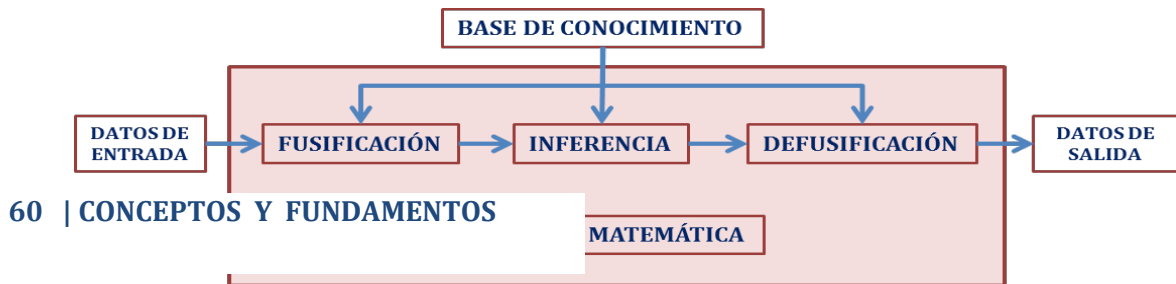 BASE DE CONOCIMIENTO
DATOS DE
ENTRADA
FUSIFICACIÓN
INFERENCIA
DEFUSIFICACIÓN
DATOS DE
SALIDA
60 | CONCEPTOS Y FUNDAMENTOS
MATEMÁTICA